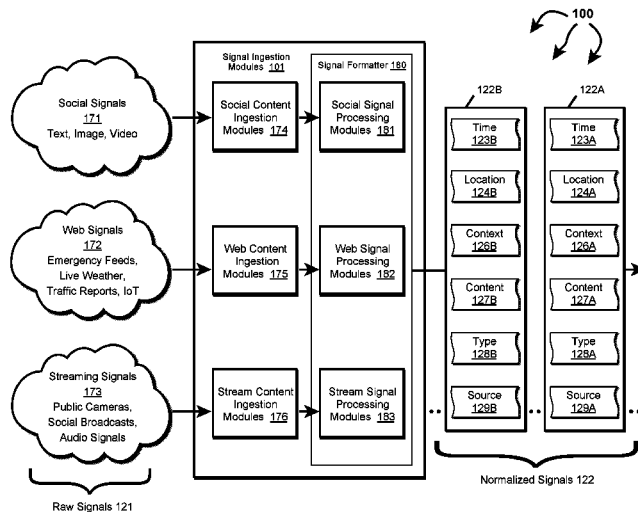 100
Signal Ingestion
Modules 101
Signal Formatter 180
122B
122A
Social Signals
171
Text, Image, Video
Social Content
Ingestion
Modules 174
Social Signal
Processing
Modules 181
Time
123B
Time
123A
Location
124B
Location
124A
Web Signals
172
Emergency Feeds,
Live Weather,
Traffic Reports, IoT
Web Content
Ingestion
Modules 175
Web Signal
Processing
Modules 182
Context
126B
Context
126A
Content
127B
Content
127A
Type
128B
Type
128A
Streaming Signals
173
Public Cameras,
Social Broadcasts,
Audio Signals
Stream Content
Ingestion
Modules 176
Stream Signal
Processing
Modules 183
Source
129B
Source
129A
Raw Signals 121
Normalized Signals 122